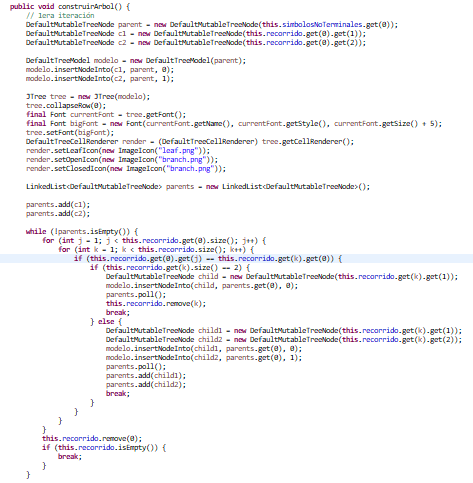 public void construirArbol() {
// 1era iteración
DefaultMutableTreeNode parent = new DefaultMutableTreeNode(this.simbolosNoTerminales.get(0));
DefaultMutableTreeNode c1 = new DefaultMutableTreeNode(this.recorrido.get(0).get(1));
DefaultMutableTreeNode c2 = new DefaultMutableTreeNode(this.recorrido.get(0).get(2));
DefaultTreeModel modelo = new DefaultTreeModel(parent);
modelo.insertNodeInto(c1, parent, 0);
modelo.insertNodeInto(c2, parent, 1);
JTree tree = new JTree(modelo);
tree.collapseRow(0);
final Font currentFont = tree.getFont();
final Font bigFont = new Font(currentFont.getName(), currentFont.getStyle(), currentFont.getSize() + 5);
tree.setFont(bigFont);
DefaultTreeCellRenderer render = (DefaultTreeCellRenderer) tree.getCellRenderer();
render.setLeafIcon(new ImageIcon("leaf.png"));
render.setOpenIcon(new ImageIcon("branch.png"));
render.setClosedIcon(new ImageIcon("branch.png"));
LinkedList<DefaultMutableTreeNode> parents = new LinkedList<DefaultMutableTreeNode>();
parents.add(c1);
parents.add(c2);
while (!parents.isEmpty()) {
for (int j = 1; j < this.recorrido.get(0).size(); j++) {
for (int k = 1; k < this.recorrido.size(); k++) {
if (this.recorrido.get(0).get(j) == this.recorrido.get(k).get(0)) {
if (this.recorrido.get(k).size() == 2) {
DefaultMutableTreeNode child = new DefaultMutableTreeNode(this.recorrido.get(k).get(1));
modelo.insertNodeInto(child, parents.get(0), 0);
parents.poll();
this.recorrido.remove(k);
break;
} else {
DefaultMutableTreeNode child1 = new DefaultMutableTreeNode(this.recorrido.get(k).get(1));
DefaultMutableTreeNode child2 = new DefaultMutableTreeNode(this.recorrido.get(k).get(2));
modelo.insertNodeInto(child1, parents.get(0), 0);
modelo.insertNodeInto(child2, parents.get(0), 1);
parents.poll();
parents.add(child1);
parents.add(child2);
break;
}
}
}
}
this.recorrido.remove(0);
if (this.recorrido.isEmpty()) {
break;
}
}